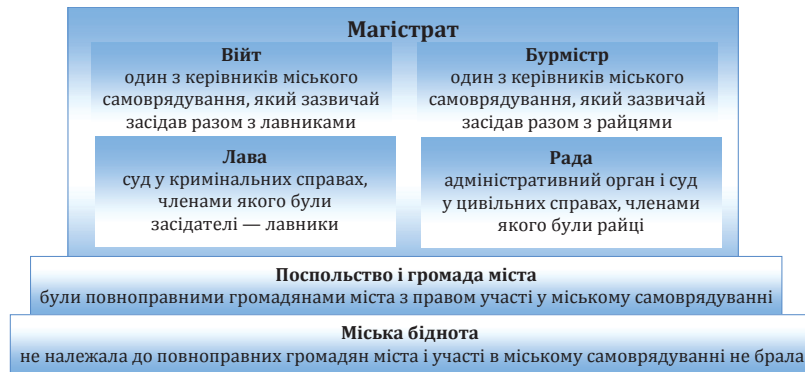 Магістрат
Війт
один з керівників міського
самоврядування, який зазвичай
засідав разом з лавниками
Бурмістр
один з керівників міського
самоврядування, який зазвичай
засідав разом з райцями
Лава
суд у кримінальних справах,
членами якого були
засідателі — лавники
Рада
адміністративний орган і суд
у цивільних справах, членами
якого були райці
Поспольство і громада міста
були повноправними громадянами міста з правом участі у міському самоврядуванні
Міська біднота
не належала до повноправних громадян міста і участі в міському самоврядуванні не брала